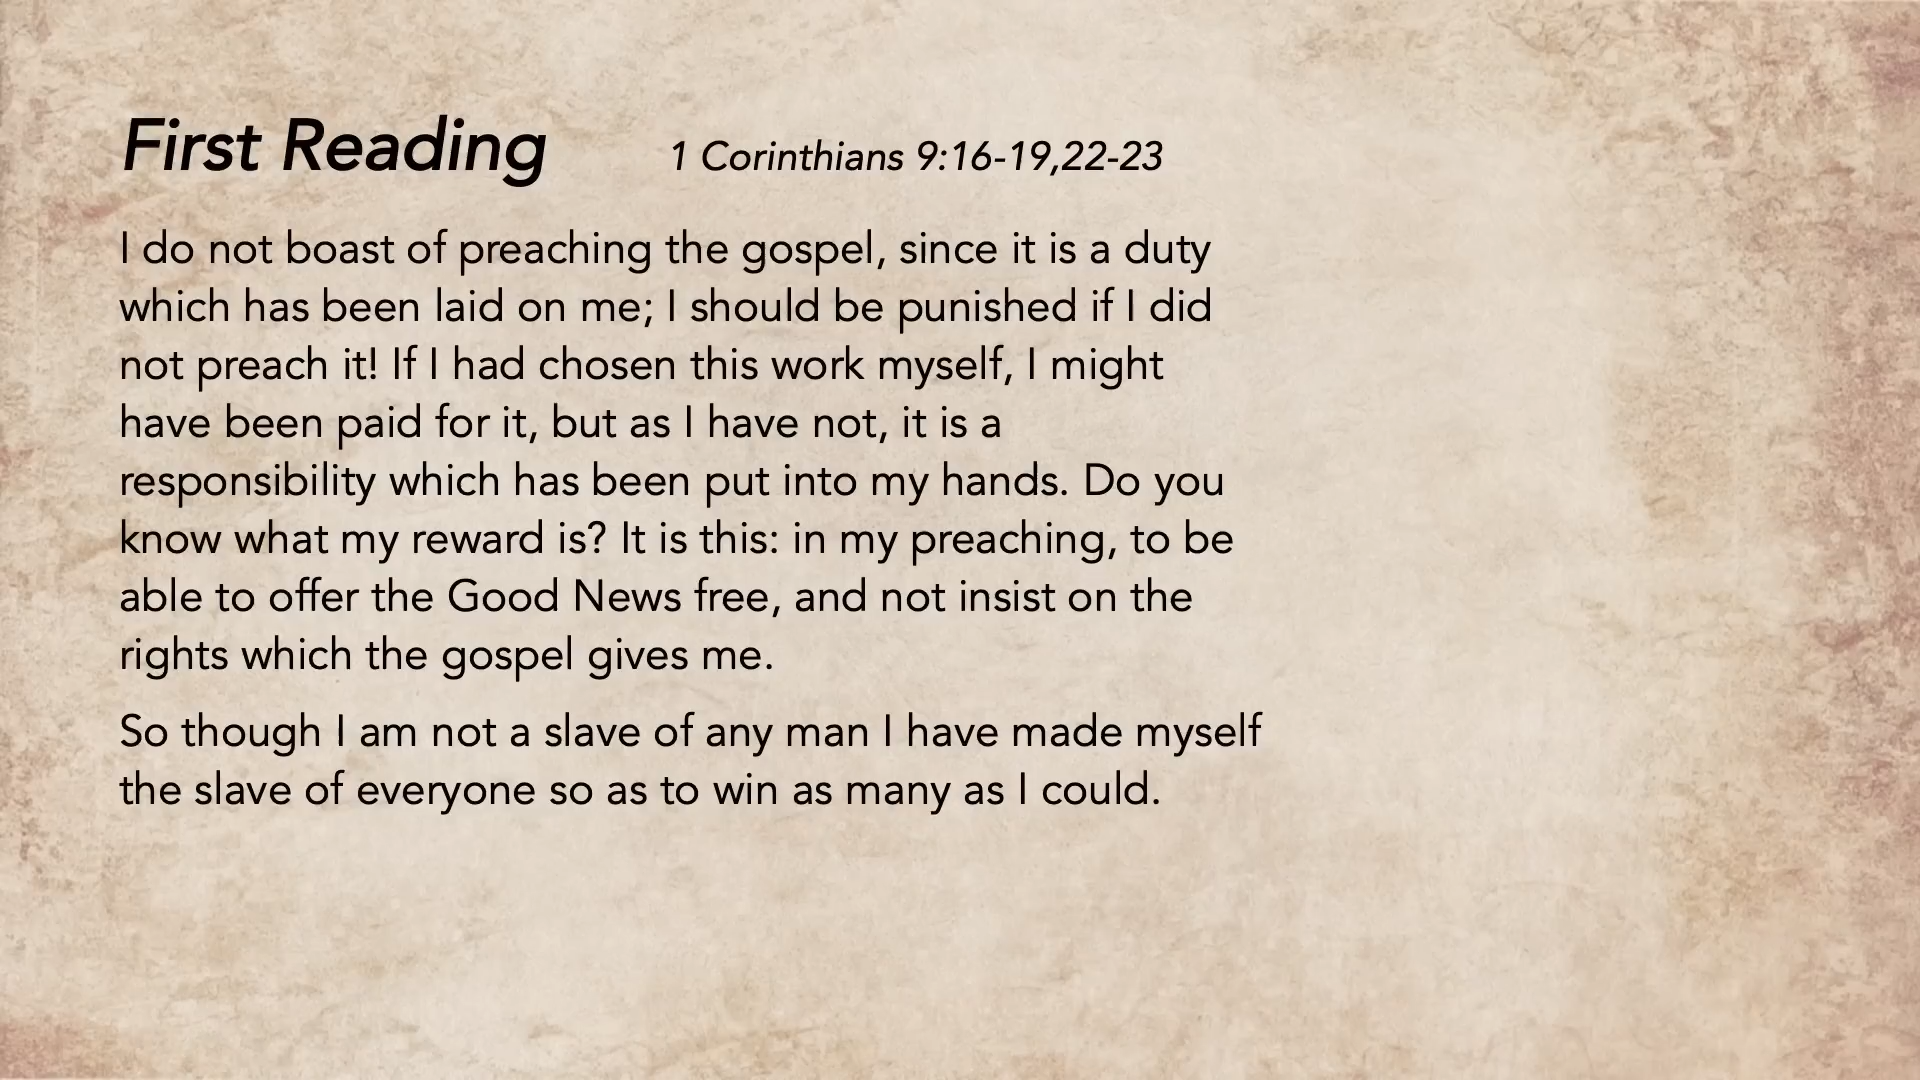 First Reading 1 Corinthians 9:16-19,22-23
I do not boast of preaching the gospel, since it is a duty
which has been laid on me; I should be punished if I did
not preach it! If I had chosen this work myself, I might
have been paid for it, but as I have not, it is a
responsibility which has been put into my hands. Do you
know what my reward is? It is this: in my preaching, to be
able to offer the Good News free, and not insist on the
rights which the gospel gives me.
So though I am not a slave of any man I have made myself
the slave of everyone so as to win as many as I could.